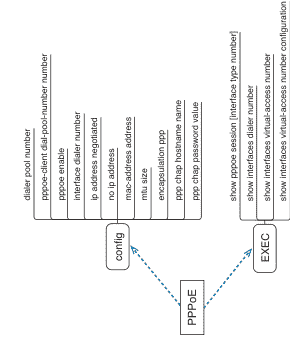 dialer pool number
pppoe-client dial-pool-number number
pppoe enable
interface dialer number
ip address negotiated
no ip address
mac-address address
mtu size
encapsulation ppp
ppp chap hostname name
ppp chap password value
config
PPPoE
EXEC
show pppoe session [interface type number]
show interfaces dialer number
show interfaces virtual-access number
show interfaces virtual-access number configuration